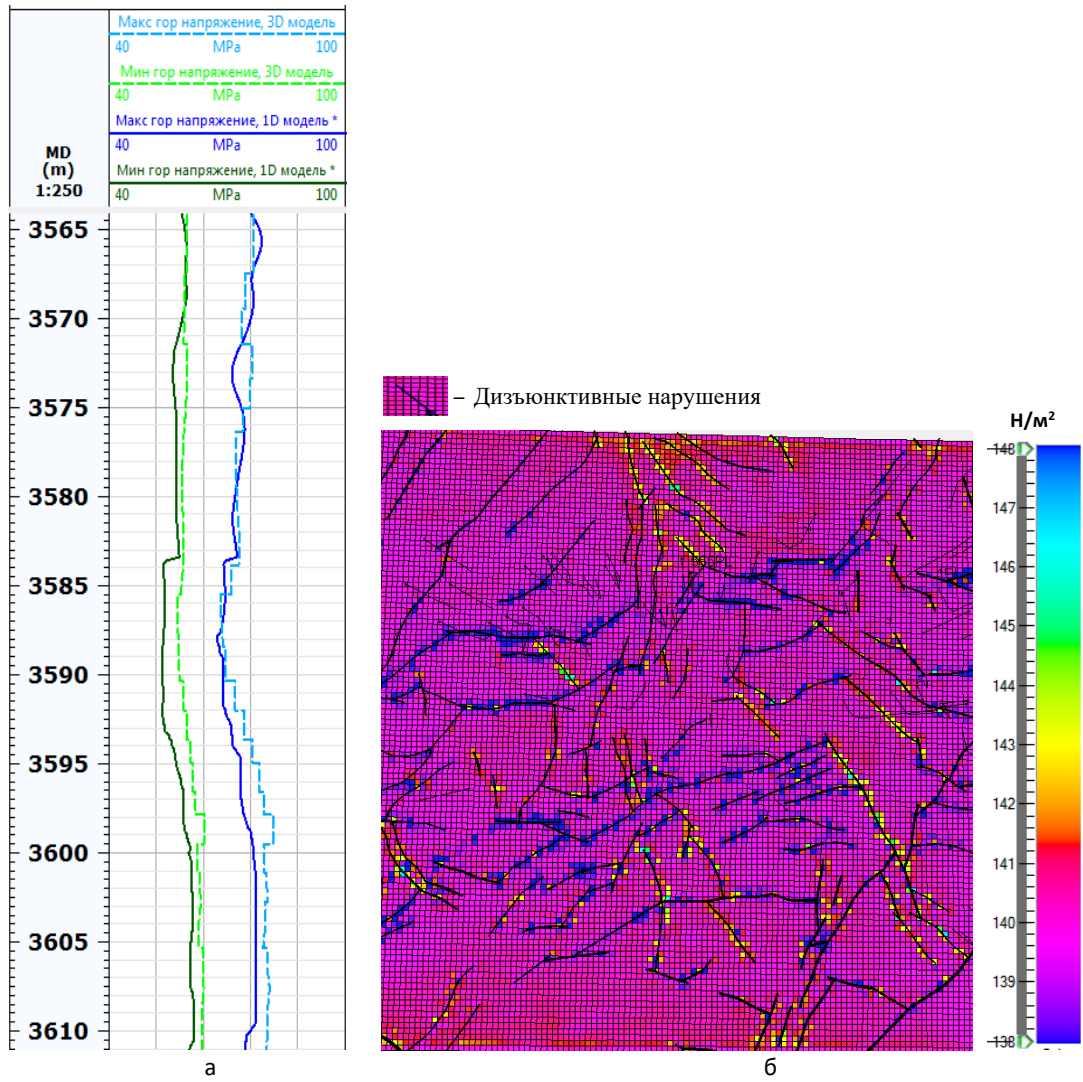 Макс гор напряжение, 3D модель
40 MPa 100
Мин гор напряжение, 3D модель
40 MPa 100
Макс гор напряжение, 1D модель *
40 MPa 100
Мин гор напряжение, 1D модель *
40 MPa 100
MD
(m)
1:250
3565
3570
3575
3580
3585
3590
3595
3600
3605
3610
а
– Дизъюнктивные нарушения
Н/м²
148
147
146
145
144
143
142
141
140
139
138
б